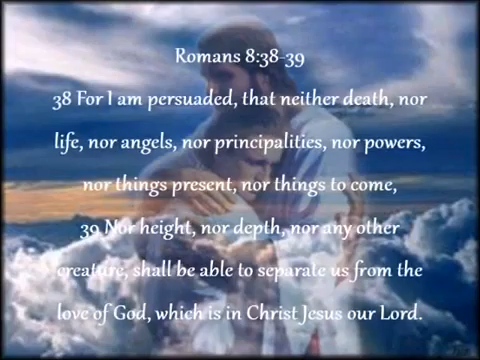 Romans 8:38-39
38 For I am persuaded, that neither death, nor
life, nor angels, nor principalities, nor powers,
nor things present, nor things to come,
39 Nor height, nor depth, nor any other
creature, shall be able to separate us from the
love of God, which is in Christ Jesus our Lord.